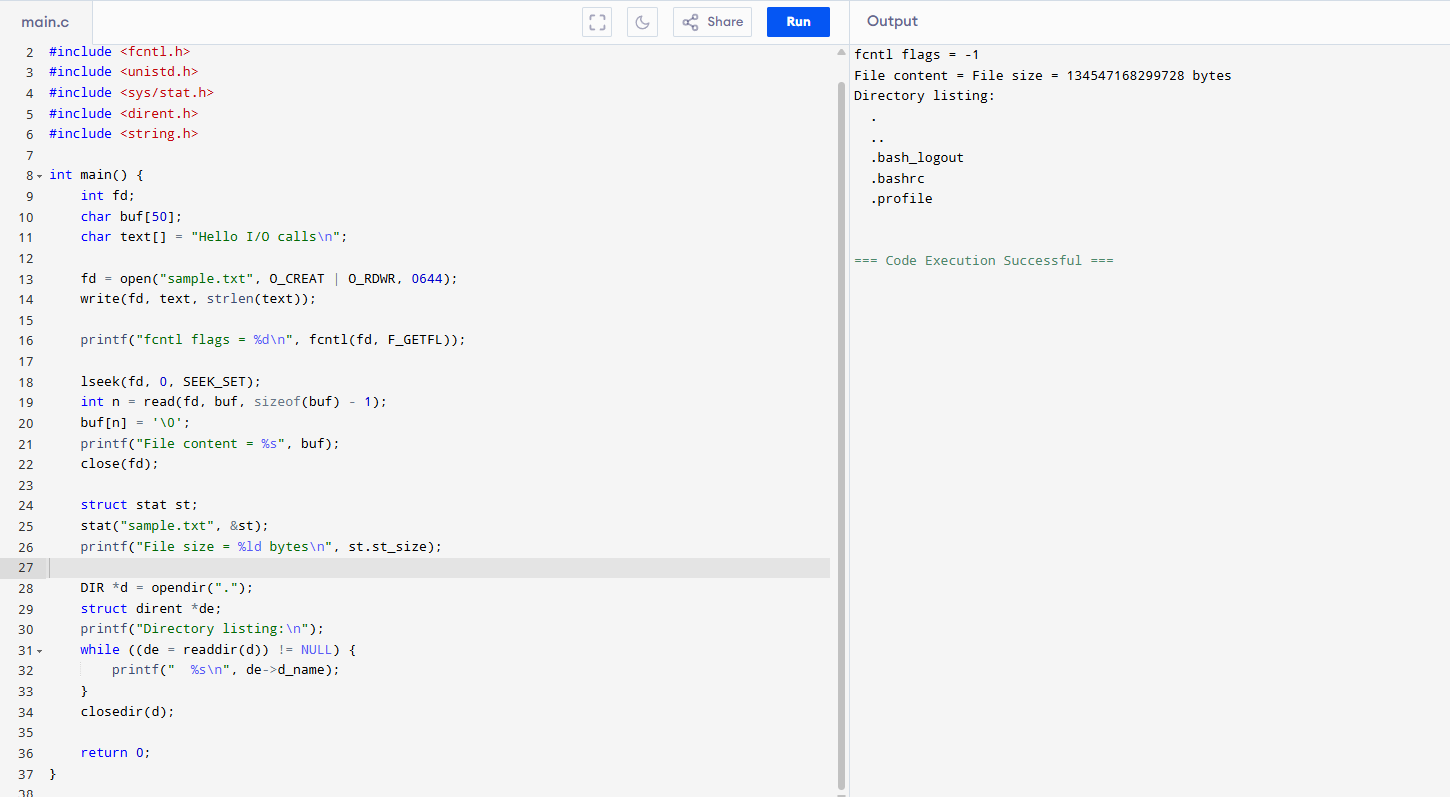 main.c
Share
Run
Output
2 #include <fcntl.h>
3 #include <unistd.h>
4 #include <sys/stat.h>
5 #include <dirent.h>
6 #include <string.h>
7
8 int main() {
9     int fd;
10     char buf[50];
11     char text[] = "Hello I/O calls\n";
12
13     fd = open("sample.txt", O_CREAT | O_RDWR, 0644);
14     write(fd, text, strlen(text));
15
16     printf("fcntl flags = %d\n", fcntl(fd, F_GETFL));
17
18     lseek(fd, 0, SEEK_SET);
19     int n = read(fd, buf, sizeof(buf) - 1);
20     buf[n] = '\0';
21     printf("File content = %s", buf);
22     close(fd);
23
24     struct stat st;
25     stat("sample.txt", &st);
26     printf("File size = %ld bytes\n", st.st_size);
27
28     DIR *d = opendir(".");
29     struct dirent *de;
30     printf("Directory listing:\n");
31     while ((de = readdir(d)) != NULL) {
32         printf("  %s\n", de->d_name);
33     }
34     closedir(d);
35
36     return 0;
37 }
38
fcntl flags = -1
File content = File size = 134547168299728 bytes
Directory listing:
  .
  ..
  .bash_logout
  .bashrc
  .profile
=== Code Execution Successful ===